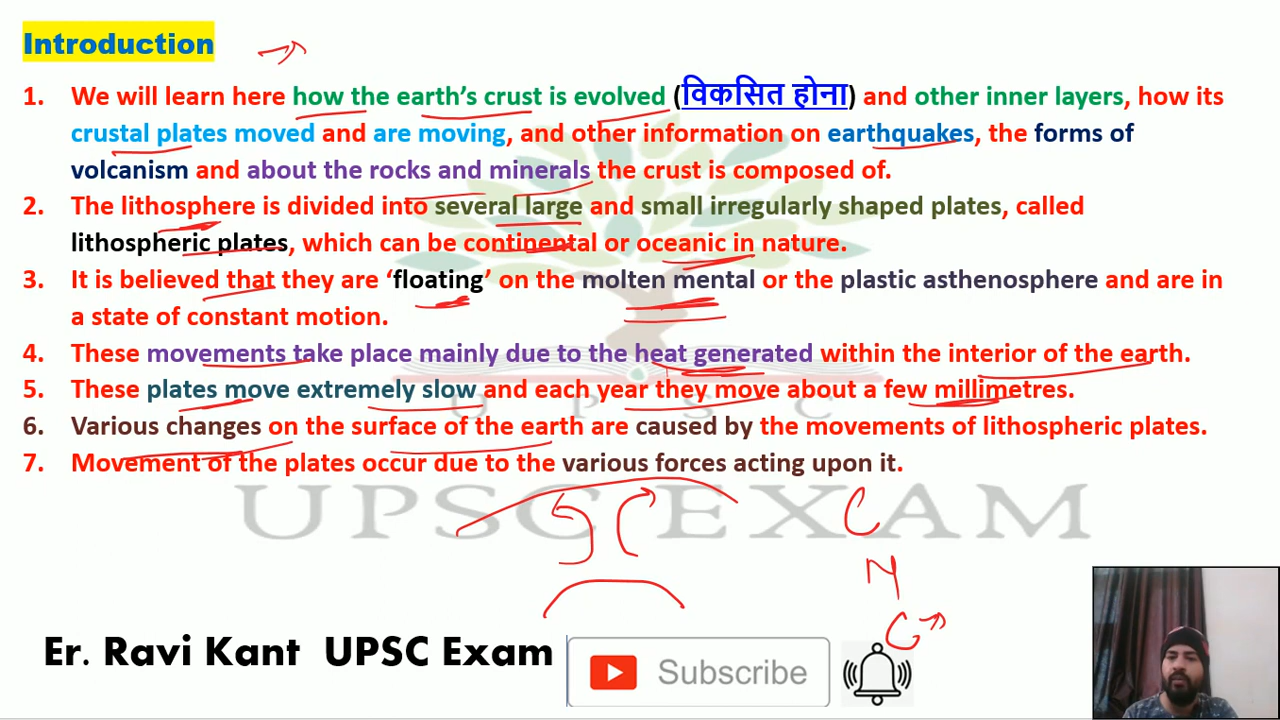 Introduction
1. We will learn here how the earth's crust is evolved (विकसित होना) and other inner layers, how its
crustal plates moved and are moving, and other information on earthquakes, the forms of
volcanism and about the rocks and minerals the crust is composed of.
2. The lithosphere is divided into several large and small irregularly shaped plates, called
lithospheric plates, which can be continental or oceanic in nature.
3. It is believed that they are ‘floating’ on the molten mental or the plastic asthenosphere and are in
a state of constant motion.
4. These movements take place mainly due to the heat generated within the interior of the earth.
5. These plates move extremely slow and each year they move about a few millimetres.
UPSC
6. Various changes on the surface of the earth are caused by the movements of lithospheric plates.
7. Movement of the plates occur due to the various forces acting upon it.
UPSC EXAM
C
M
C
Er. Ravi Kant UPSC Exam
Subscribe